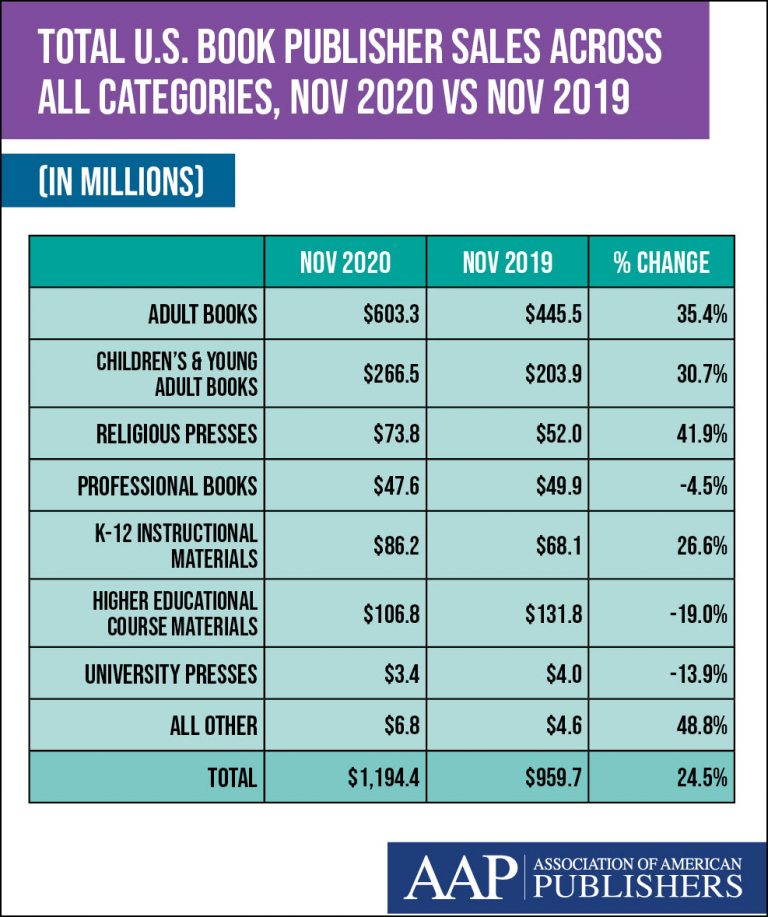 TOTAL U.S. BOOK PUBLISHER SALES ACROSS
ALL CATEGORIES, NOV 2020 VS NOV 2019
(IN MILLIONS)
NOV 2020 NOV 2019 % CHANGE
ADULT BOOKS $603.3 $445.5 35.4%
CHILDREN'S & YOUNG
ADULT BOOKS $266.5 $203.9 30.7%
RELIGIOUS PRESSES $73.8 $52.0 41.9%
PROFESSIONAL BOOKS $47.6 $49.9 -4.5%
K-12 INSTRUCTIONAL
MATERIALS $86.2 $68.1 26.6%
HIGHER EDUCATIONAL
COURSE MATERIALS $106.8 $131.8 -19.0%
UNIVERSITY PRESSES $3.4 $4.0 -13.9%
ALL OTHER $6.8 $4.6 48.8%
TOTAL $1,194.4 $959.7 24.5%
AAP ASSOCIATION OF AMERICAN
PUBLISHERS